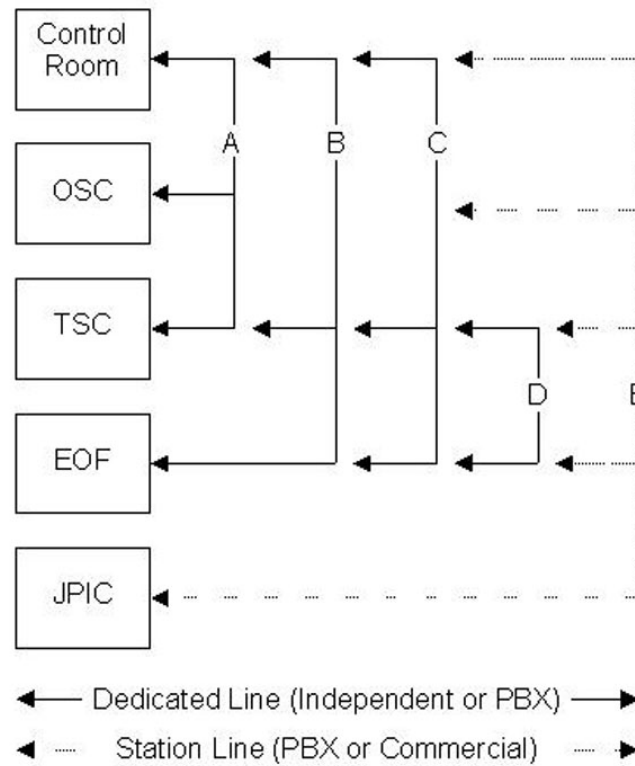 Control
Room
A
B
C
OSC
TSC
D
EOF
JPIC
Dedicated Line (Independent or PBX)
Station Line (PBX or Commercial)